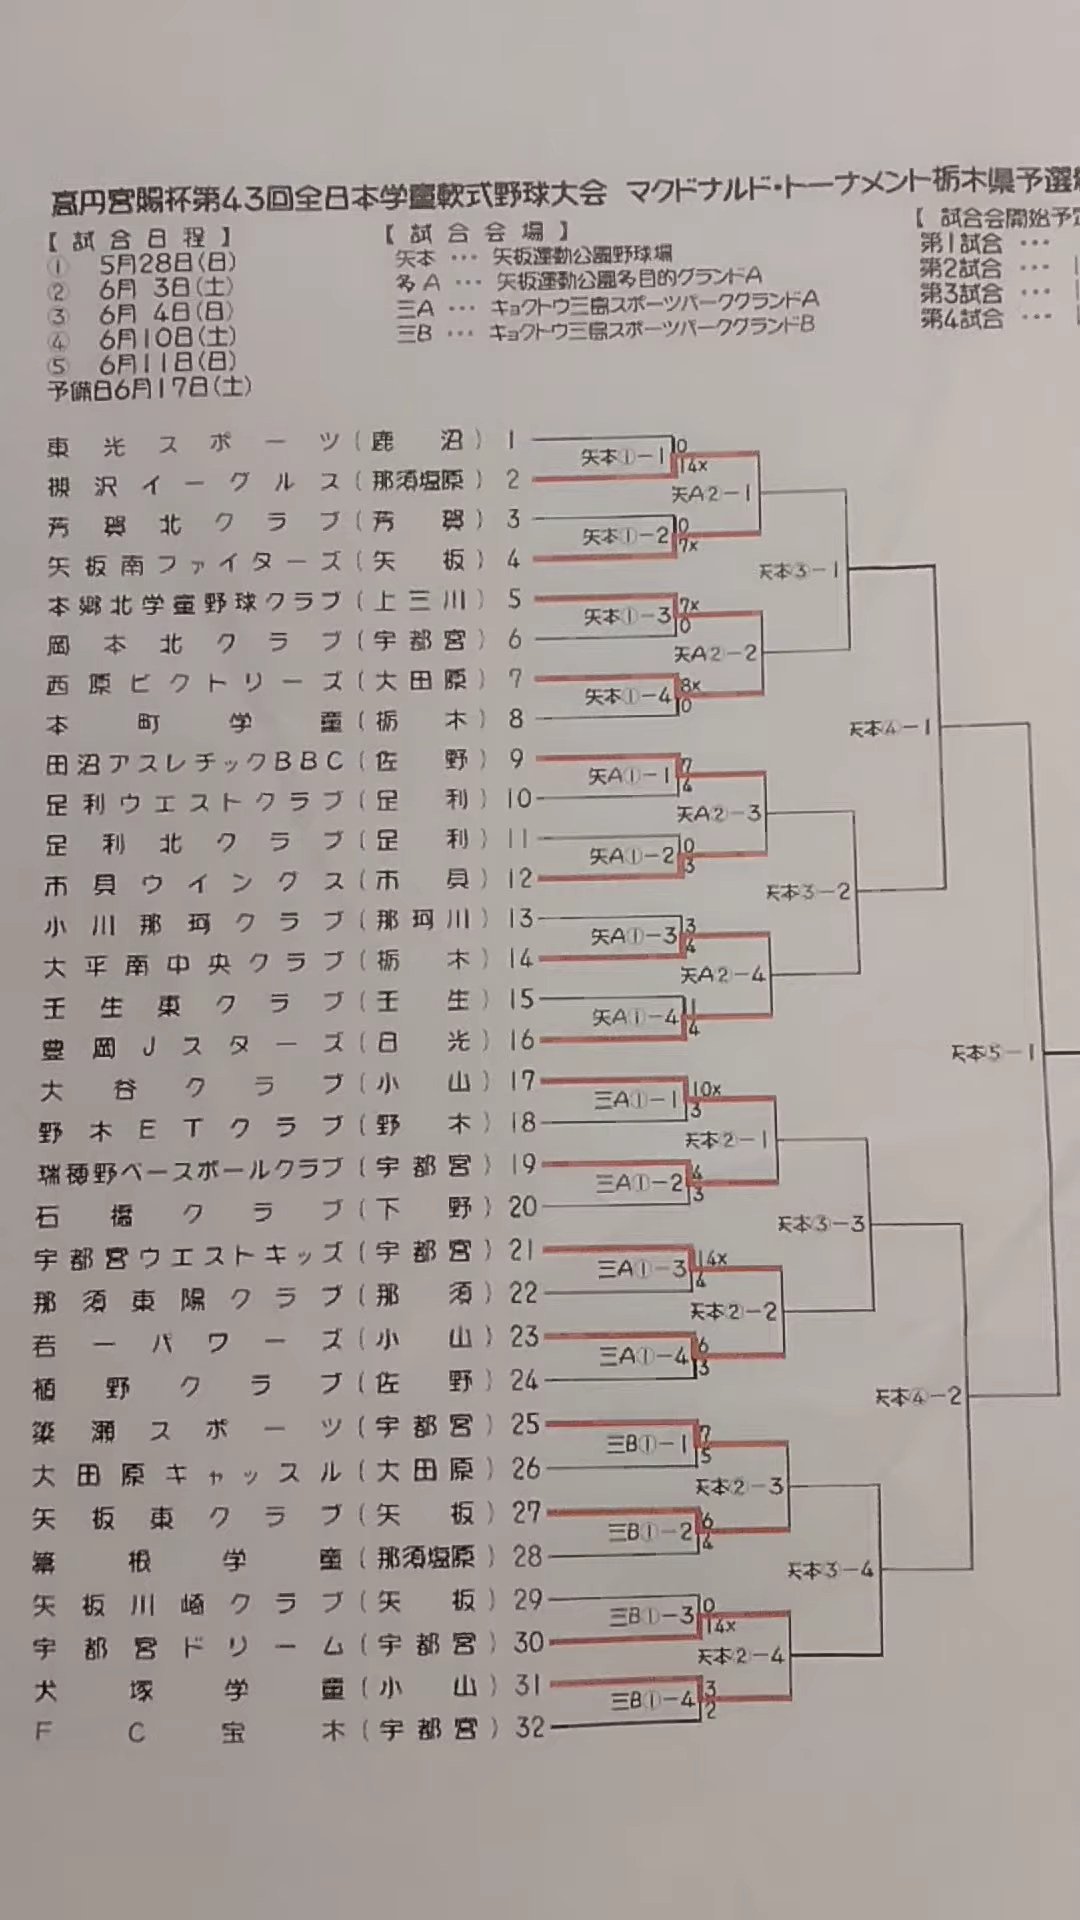 高円宮賜杯第43回全日本学童軟式野球大会 マクドナルド・トーナメント栃木県予選
【試合日程】
① 5月28日(日)
② 6月 3日(土)
③ 6月 4日(日)
④ 6月10日(土)
⑤ 6月11日(日)
予備日6月17日(土)
【試合会場】
矢本 … 矢板運動公園野球場
多A … 矢板運動公園多目的グランドA
三A … キョクトウ三島スポーツパークグランドA
三B … キョクトウ三島スポーツパークグランドB
【試合会開始予定
第1試合 …
第2試合 … 1
第3試合 … 1
第4試合 …
東光スポーツ(鹿沼) 1
槻沢イーグルス(那須塩原) 2
矢本①-1 0 14x
矢A②-1
芳賀北クラブ(芳賀) 3
矢板南ファイターズ(矢板) 4
矢本①-2 0 7x
矢本③-1
本郷北学童野球クラブ(上三川) 5
岡本北クラブ(宇都宮) 6
矢本①-3 7x 0
矢A②-2
西原ビクトリーズ(大田原) 7
本町学童(栃木) 8
矢本①-4 8x 0
矢本④-1
田沼アスレチックBBC(佐野) 9
足利ウエストクラブ(足利) 10
矢A①-1 7 4
矢A②-3
足利北クラブ(足利) 11
市貝ウイングス(市貝) 12
矢A①-2 0 3
矢本③-2
小川那珂クラブ(那珂川) 13
大平南中央クラブ(栃木) 14
矢A①-3 3 4
矢A②-4
壬生東クラブ(壬生) 15
豊岡Jスターズ(日光) 16
矢A①-4 1 4
矢本⑤-1
大谷クラブ(小山) 17
野木ETクラブ(野木) 18
三A①-1 10x 3
矢本②-1
瑞穂野ベースボールクラブ(宇都宮) 19
石橋クラブ(下野) 20
三A①-2 4 3
矢本③-3
宇都宮ウエストキッズ(宇都宮) 21
那須東陽クラブ(那須) 22
三A①-3 14x 4
矢本②-2
若一パワーズ(小山) 23
植野クラブ(佐野) 24
三A①-4 6 3
矢本④-2
簗瀬スポーツ(宇都宮) 25
大田原キャッスル(大田原) 26
三B①-1 7 5
矢本②-3
矢板東クラブ(矢板) 27
箒根学童(那須塩原) 28
三B①-2 6 4
矢本③-4
矢板川崎クラブ(矢板) 29
宇都宮ドリーム(宇都宮) 30
三B①-3 0 14x
矢本②-4
犬塚学童(小山) 31
FC宝木(宇都宮) 32
三B①-4 3 2